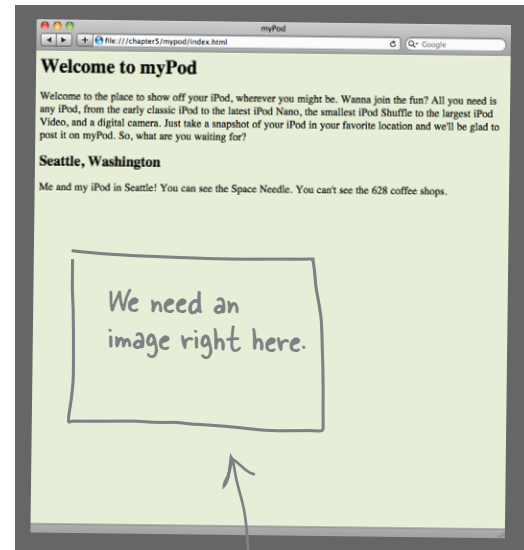 myPod
file:///chapter5/mypod/index.html
Google
Welcome to myPod
Welcome to the place to show off your iPod, wherever you might be. Wanna join the fun? All you need is
any iPod, from the early classic iPod to the latest iPod Nano, the smallest iPod Shuffle to the largest iPod
Video, and a digital camera. Just take a snapshot of your iPod in your favorite location and we'll be glad to
post it on myPod. So, what are you waiting for?
Seattle, Washington
Me and my iPod in Seattle! You can see the Space Needle. You can't see the 628 coffee shops.
We need an
image right here.